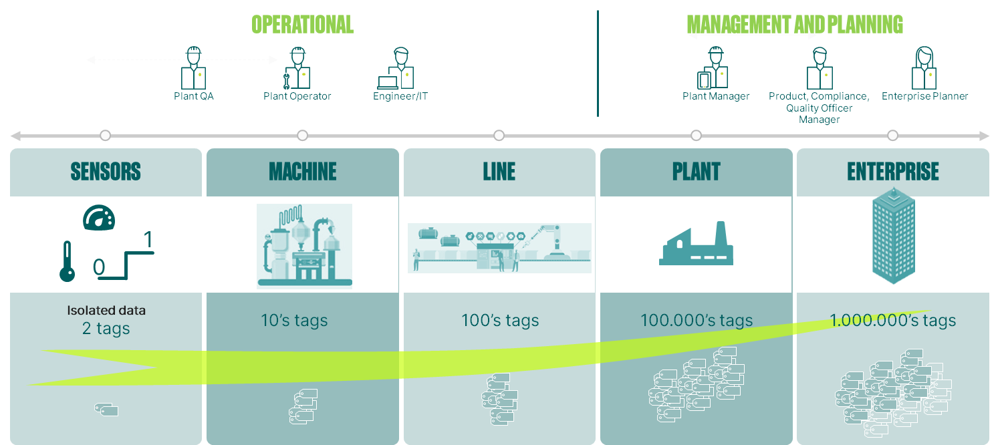 OPERATIONAL
MANAGEMENT AND PLANNING
Plant QA
Plant Operator
Engineer/IT
Plant Manager
Product, Compliance,
Quality Officer
Manager
Enterprise Planner
SENSORS
MACHINE
LINE
PLANT
ENTERPRISE
1
0
Isolated data
2 tags
10's tags
100's tags
100.000's tags
1.000.000's tags